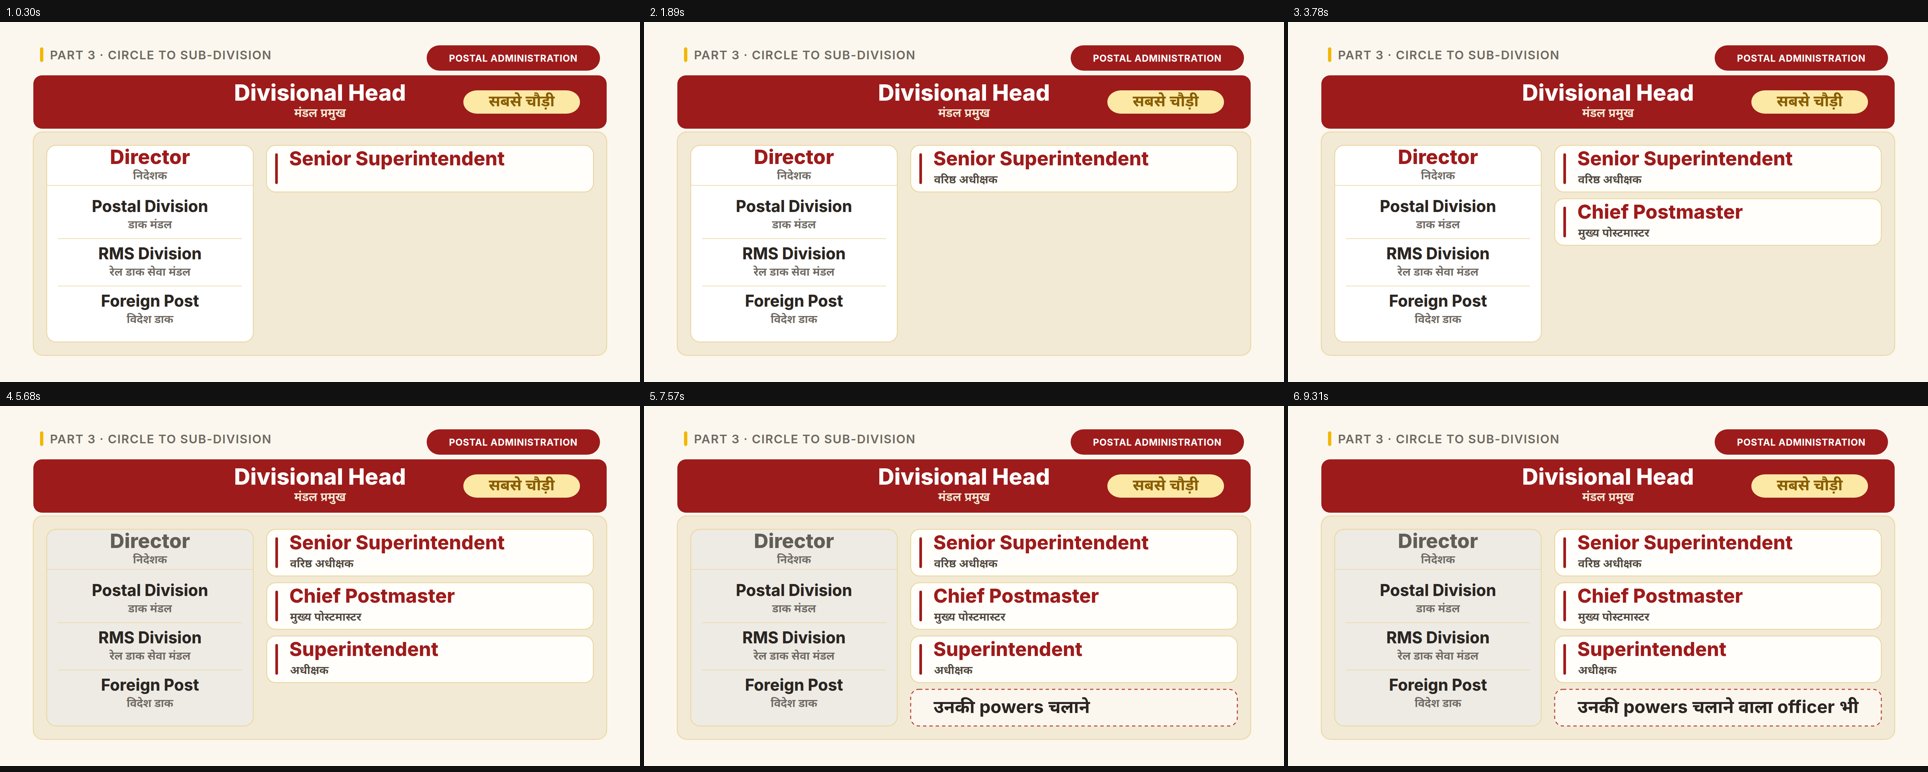 1. 0.30s
PART 3 · CIRCLE TO SUB-DIVISION
POSTAL ADMINISTRATION
Divisional Head
मंडल प्रमुख
सबसे चौड़ी
Director
निदेशक
Postal Division
डाक मंडल
RMS Division
रेल डाक सेवा मंडल
Foreign Post
विदेश डाक
Senior Superintendent
2. 1.89s
PART 3 · CIRCLE TO SUB-DIVISION
POSTAL ADMINISTRATION
Divisional Head
मंडल प्रमुख
सबसे चौड़ी
Director
निदेशक
Postal Division
डाक मंडल
RMS Division
रेल डाक सेवा मंडल
Foreign Post
विदेश डाक
Senior Superintendent
वरिष्ठ अधीक्षक
3. 3.78s
PART 3 · CIRCLE TO SUB-DIVISION
POSTAL ADMINISTRATION
Divisional Head
मंडल प्रमुख
सबसे चौड़ी
Director
निदेशक
Postal Division
डाक मंडल
RMS Division
रेल डाक सेवा मंडल
Foreign Post
विदेश डाक
Senior Superintendent
वरिष्ठ अधीक्षक
Chief Postmaster
मुख्य पोस्टमास्टर
4. 5.68s
PART 3 · CIRCLE TO SUB-DIVISION
POSTAL ADMINISTRATION
Divisional Head
मंडल प्रमुख
सबसे चौड़ी
Director
निदेशक
Postal Division
डाक मंडल
RMS Division
रेल डाक सेवा मंडल
Foreign Post
विदेश डाक
Senior Superintendent
वरिष्ठ अधीक्षक
Chief Postmaster
मुख्य पोस्टमास्टर
Superintendent
अधीक्षक
5. 7.57s
PART 3 · CIRCLE TO SUB-DIVISION
POSTAL ADMINISTRATION
Divisional Head
मंडल प्रमुख
सबसे चौड़ी
Director
निदेशक
Postal Division
डाक मंडल
RMS Division
रेल डाक सेवा मंडल
Foreign Post
विदेश डाक
Senior Superintendent
वरिष्ठ अधीक्षक
Chief Postmaster
मुख्य पोस्टमास्टर
Superintendent
अधीक्षक
उनकी powers चलाने
6. 9.31s
PART 3 · CIRCLE TO SUB-DIVISION
POSTAL ADMINISTRATION
Divisional Head
मंडल प्रमुख
सबसे चौड़ी
Director
निदेशक
Postal Division
डाक मंडल
RMS Division
रेल डाक सेवा मंडल
Foreign Post
विदेश डाक
Senior Superintendent
वरिष्ठ अधीक्षक
Chief Postmaster
मुख्य पोस्टमास्टर
Superintendent
अधीक्षक
उनकी powers चलाने वाला officer भी